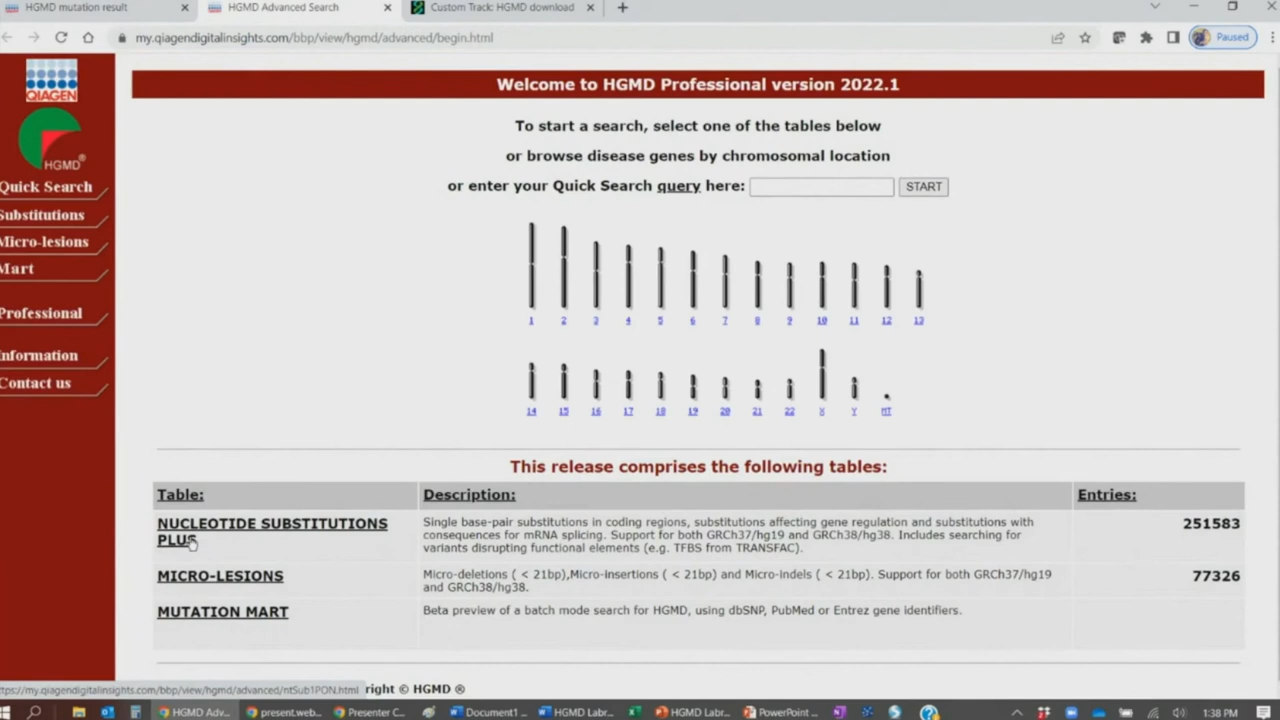 HGMD mutation result
HGMD Advanced Search
Custom Track: HGMD download
my.qiagendigitalinsights.com/bbp/view/hgmd/advanced/begin.html
Paused
QIAGEN
HGMD®
Quick Search
Substitutions
Micro-lesions
Mart
Professional
Information
Contact us
Welcome to HGMD Professional version 2022.1
To start a search, select one of the tables below
or browse disease genes by chromosomal location
or enter your Quick Search query here:
START
1 2 3 4 5 6 7 8 9 10 11 12 13
14 15 16 17 18 19 20 21 22 X Y MT
This release comprises the following tables:
Table: Description: Entries:
NUCLEOTIDE SUBSTITUTIONS
PLUS
Single base-pair substitutions in coding regions, substitutions affecting gene regulation and substitutions with
consequences for mRNA splicing. Support for both GRCh37/hg19 and GRCh38/hg38. Includes searching for
variants disrupting functional elements (e.g. TFBS from TRANSFAC).
251583
MICRO-LESIONS
Micro-deletions ( < 21bp),Micro-insertions ( < 21bp) and Micro-indels ( < 21bp). Support for both GRCh37/hg19
and GRCh38/hg38.
77326
MUTATION MART
Beta preview of a batch mode search for HGMD, using dbSNP, PubMed or Entrez gene identifiers.
ttps://my.qiagendigitalinsights.com/bbp/view/hgmd/advanced/ntSub1PON.html
right © HGMD ®
HGMD Adv...
present.web...
Presenter C...
Document1 ...
HGMD Labr...
HGMD Labr...
PowerPoint ...
1:38 PM